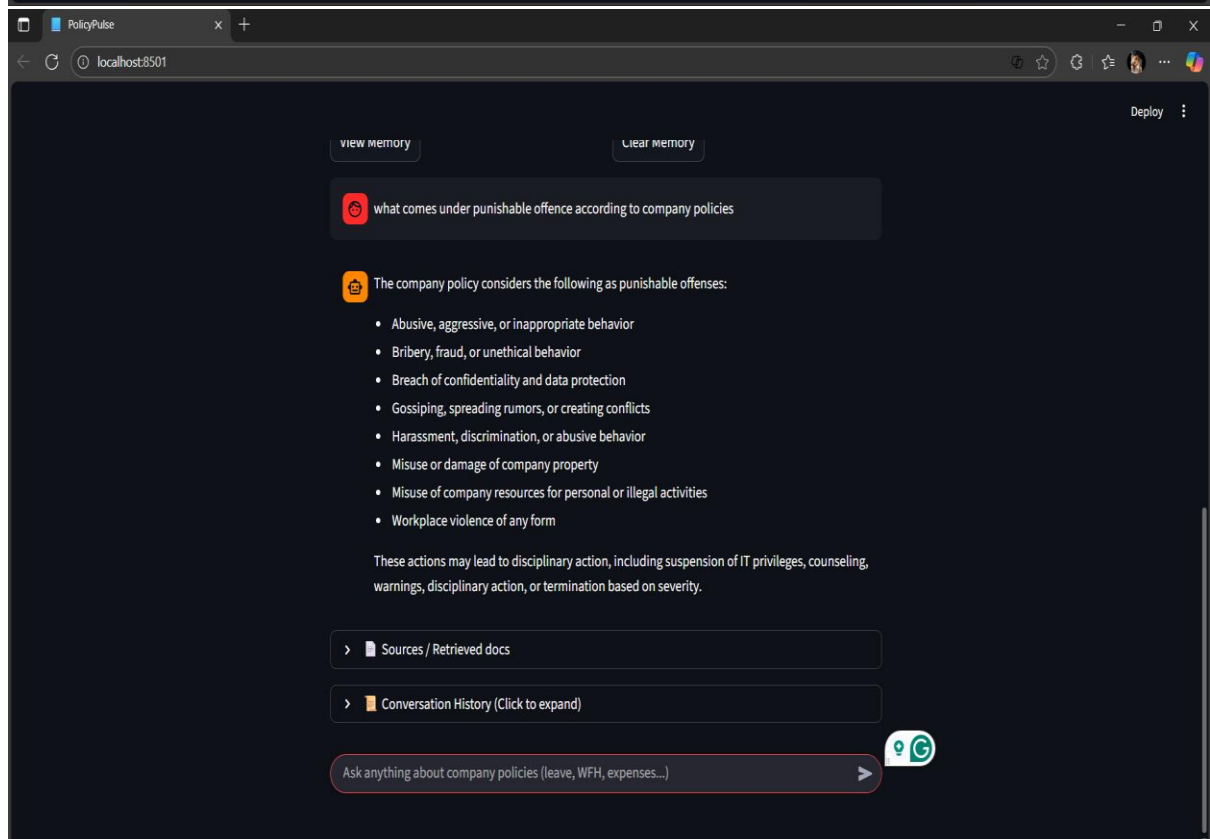 PolicyPulse
localhost:8501
Deploy
View Memory
Clear Memory
what comes under punishable offence according to company policies
The company policy considers the following as punishable offenses:
• Abusive, aggressive, or inappropriate behavior
• Bribery, fraud, or unethical behavior
• Breach of confidentiality and data protection
• Gossiping, spreading rumors, or creating conflicts
• Harassment, discrimination, or abusive behavior
• Misuse or damage of company property
• Misuse of company resources for personal or illegal activities
• Workplace violence of any form
These actions may lead to disciplinary action, including suspension of IT privileges, counseling,
warnings, disciplinary action, or termination based on severity.
Sources / Retrieved docs
Conversation History (Click to expand)
Ask anything about company policies (leave, WFH, expenses...)